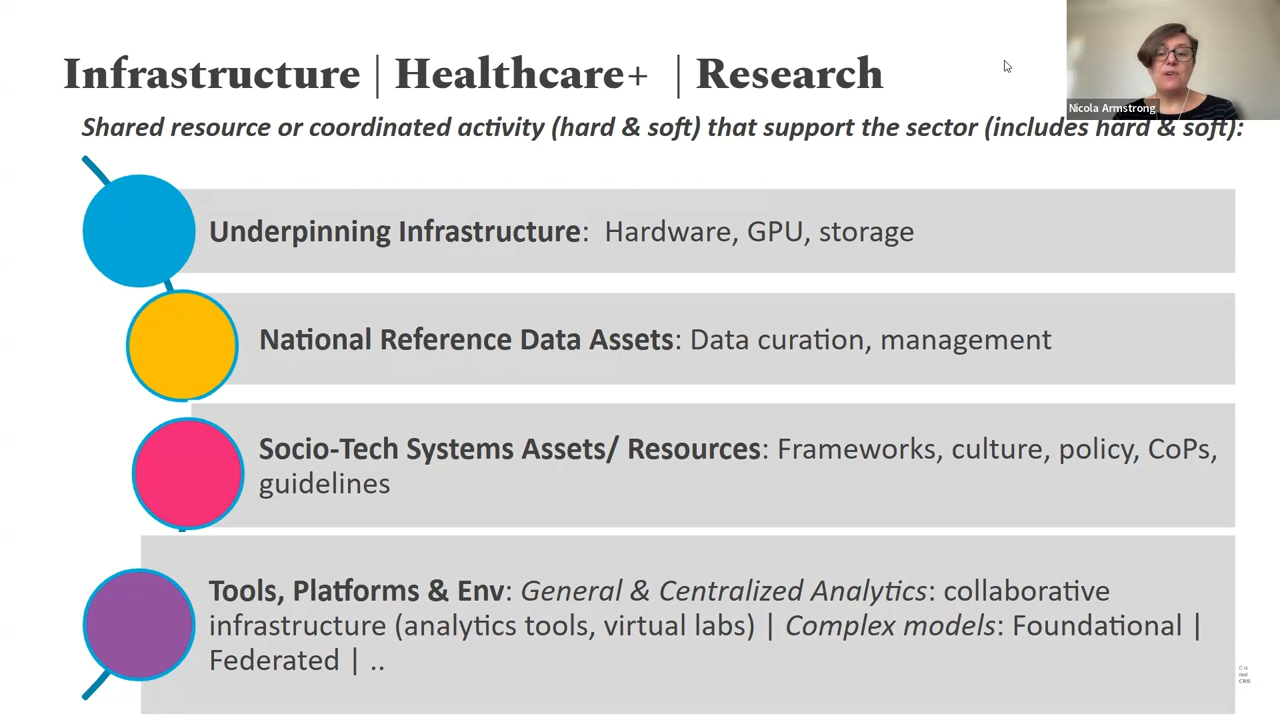 Infrastructure | Healthcare+ | Research
Nicola Armstrong
Shared resource or coordinated activity (hard & soft) that support the sector (includes hard & soft):
Underpinning Infrastructure: Hardware, GPU, storage
National Reference Data Assets: Data curation, management
Socio-Tech Systems Assets/ Resources: Frameworks, culture, policy, CoPs,
guidelines
Tools, Platforms & Env: General & Centralized Analytics: collaborative
infrastructure (analytics tools, virtual labs) | Complex models: Foundational |
Federated | ..